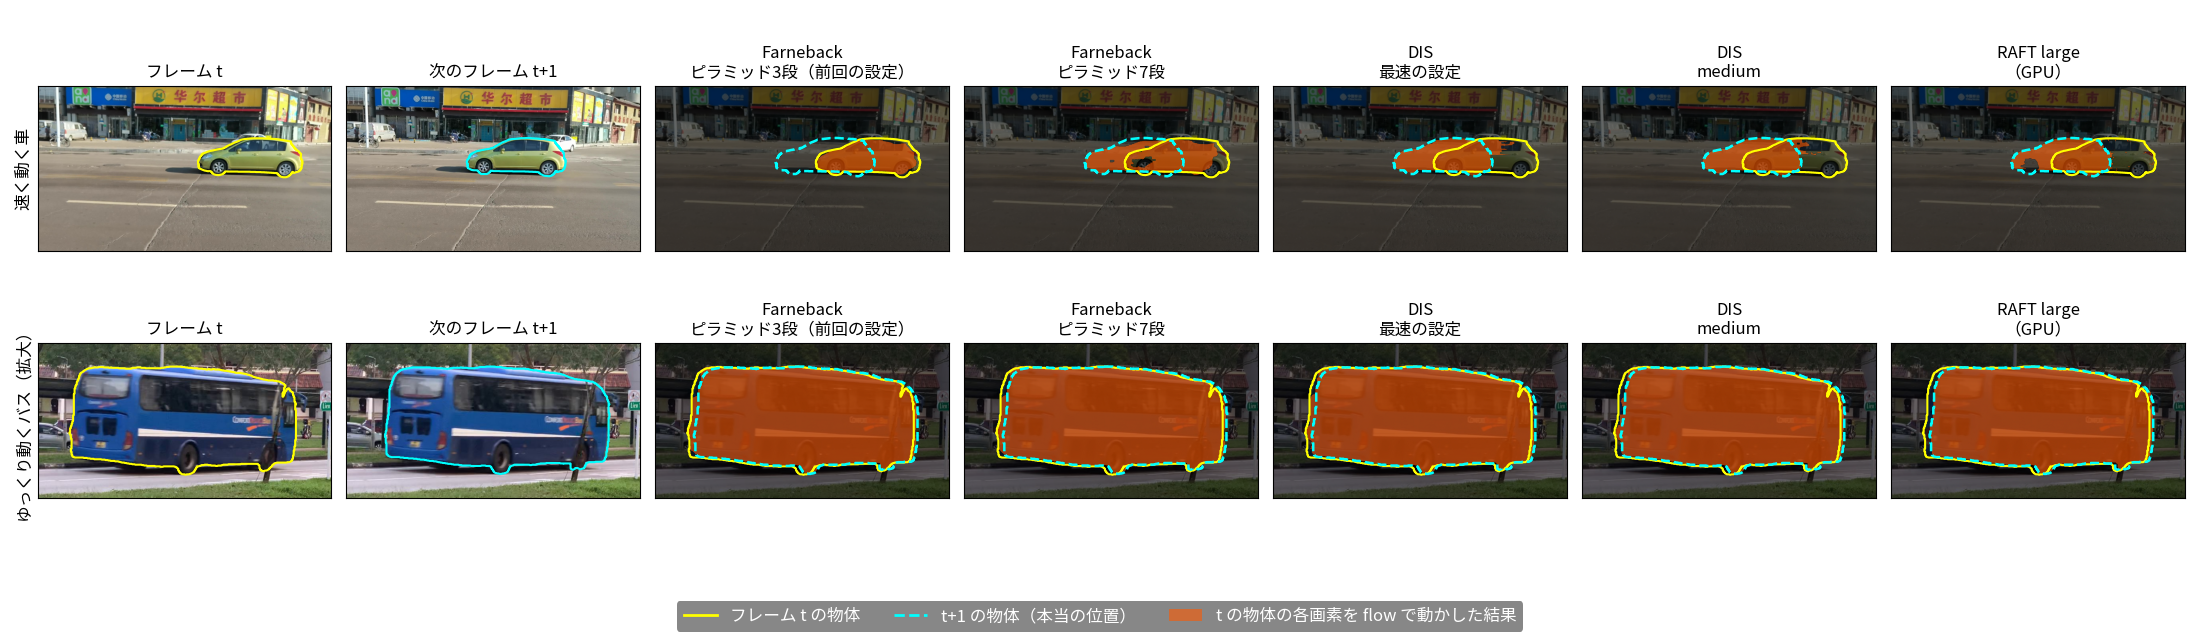 フレーム t
次のフレーム t+1
Farneback
ピラミッド3段（前回の設定）
Farneback
ピラミッド7段
DIS
最速の設定
DIS
medium
RAFT large
（GPU）
速く動く車
华尔超市
华尔超市
フレーム t
次のフレーム t+1
Farneback
ピラミッド3段（前回の設定）
Farneback
ピラミッド7段
DIS
最速の設定
DIS
medium
RAFT large
（GPU）
ゆっくり動くバス（拡大）
フレーム t の物体
t+1 の物体（本当の位置）
t の物体の各画素を flow で動かした結果